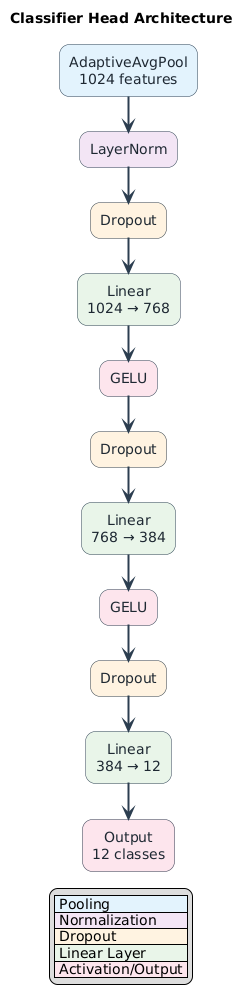 Classifier Head Architecture
AdaptiveAvgPool
1024 features
LayerNorm
Dropout
Linear
1024 → 768
GELU
Dropout
Linear
768 → 384
GELU
Dropout
Linear
384 → 12
Output
12 classes
Pooling
Normalization
Dropout
Linear Layer
Activation/Output